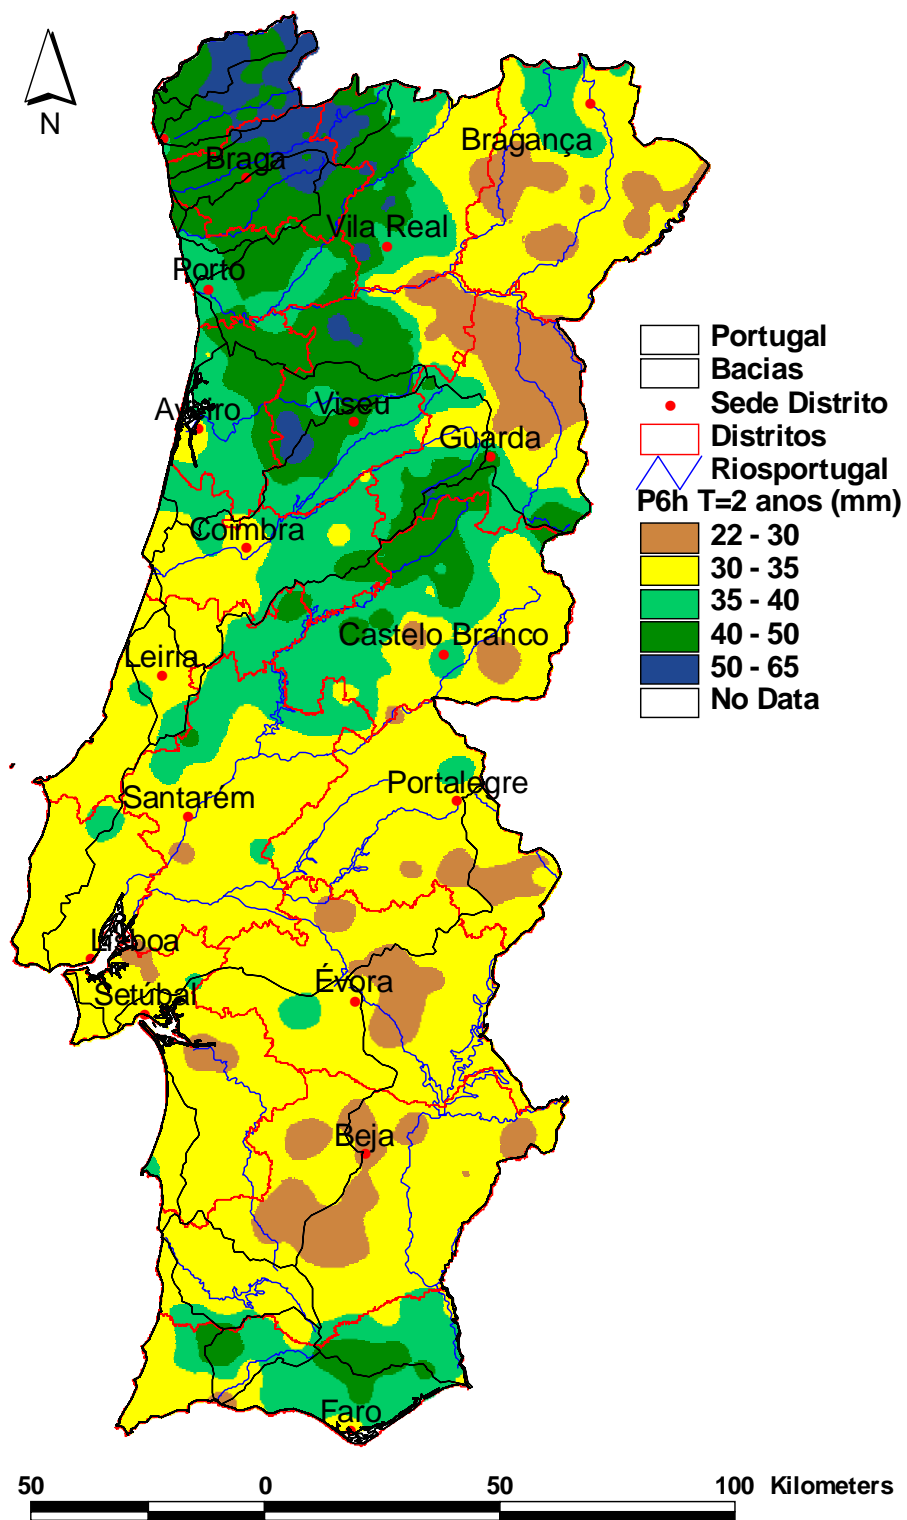 N
Bragança
Braga
Vila Real
Porto
Viseu
Aveiro
Guarda
Coimbra
Castelo Branco
Leiria
Portalegre
Santarém
Lisboa
Évora
Setúbal
Beja
Faro
Portugal
Bacias
Sede Distrito
Distritos
Riosportugal
P6h T=2 anos (mm)
22 - 30
30 - 35
35 - 40
40 - 50
50 - 65
No Data
50 0 50 100 Kilometers